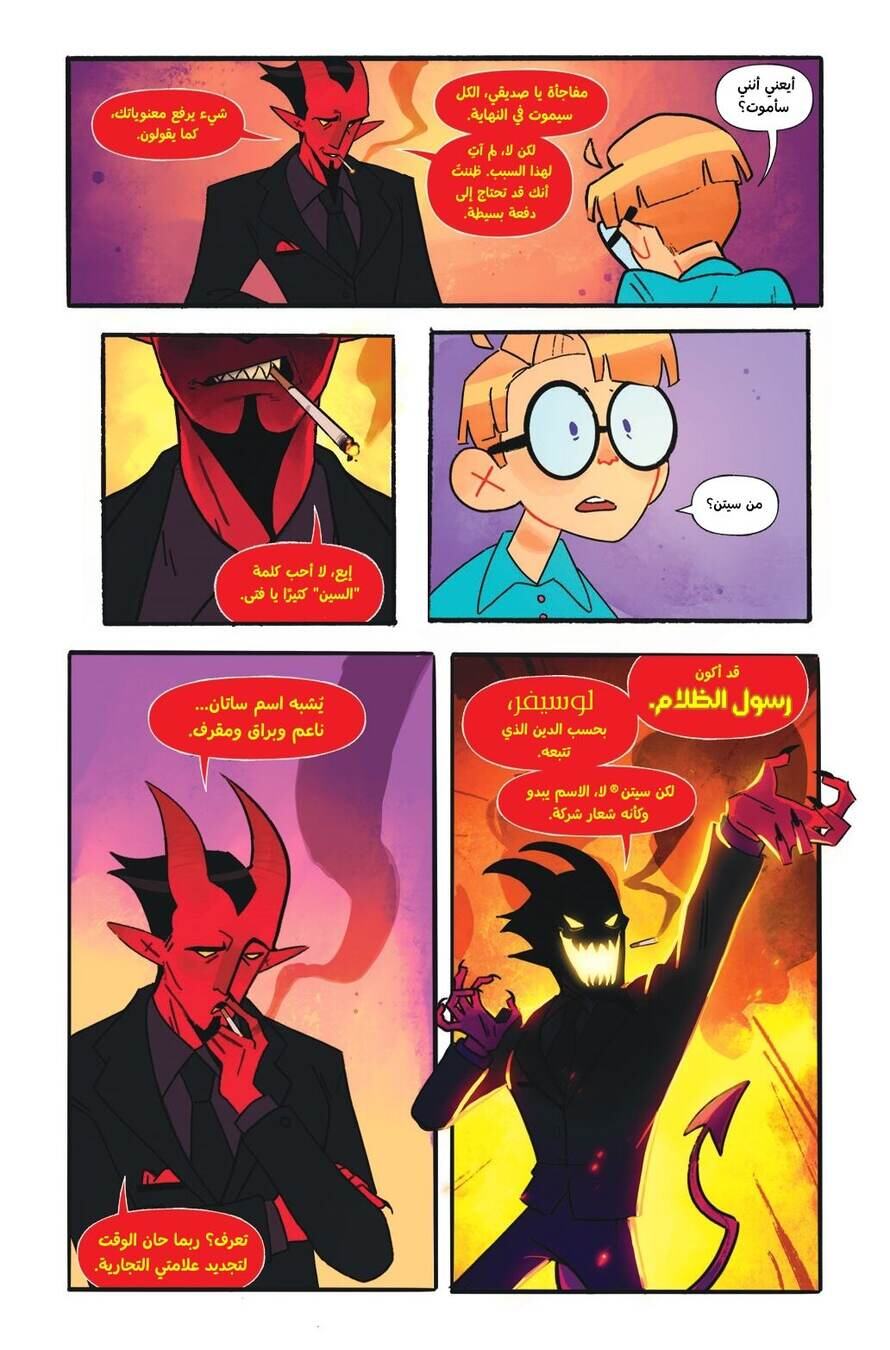 أيعني أنني
سأموت؟
مفاجأة يا صديقي، الكل
سيموت في النهاية.
لكن لا، لم آتِ
لهذا السبب. ظننتُ
أنك قد تحتاج إلى
دفعة بسيطة.
شيء يرفع معنوياتك،
كما يقولون.
من سيتن؟
إيع، لا أحب كلمة
"السين" كثيرًا يا فتى.
قد أكون
رسول الظلام.
لوسيفر،
بحسب الدين الذي
تتبعه.
لكن سيتن® لا، الاسم يبدو
وكأنه شعار شركة.
يُشبه اسم ساتان...
ناعم وبراق ومقرف.
تعرف؟ ربما حان الوقت
لتجديد علامتي التجارية.